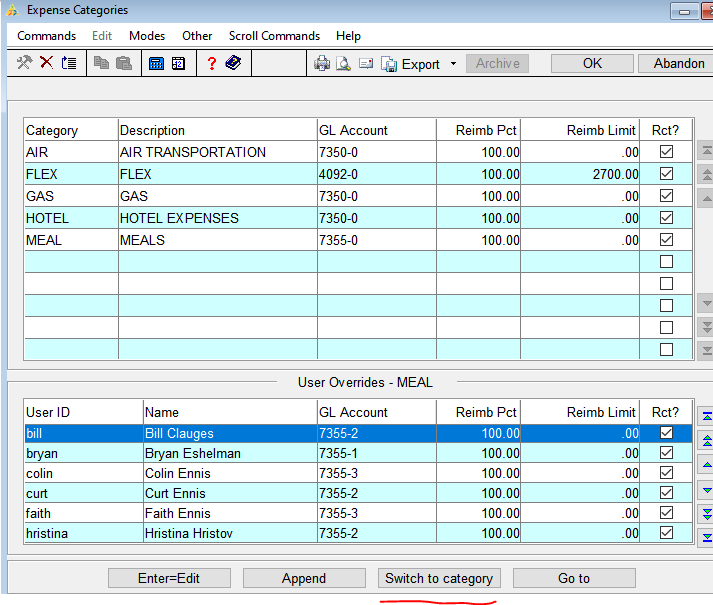 Expense Categories
Commands Edit Modes Other Scroll Commands Help
? Export Archive OK Abandon
Category Description GL Account Reimb Pct Reimb Limit Rct?
AIR AIR TRANSPORTATION 7350-0 100.00 .00
FLEX FLEX 4092-0 100.00 2700.00
GAS GAS 7350-0 100.00 .00
HOTEL HOTEL EXPENSES 7350-0 100.00 .00
MEAL MEALS 7355-0 100.00 .00
User Overrides - MEAL
User ID Name GL Account Reimb Pct Reimb Limit Rct?
bill Bill Clauges 7355-2 100.00 .00
bryan Bryan Eshelman 7355-1 100.00 .00
colin Colin Ennis 7355-3 100.00 .00
curt Curt Ennis 7355-2 100.00 .00
faith Faith Ennis 7355-3 100.00 .00
hristina Hristina Hristov 7355-2 100.00 .00
Enter=Edit Append Switch to category Go to